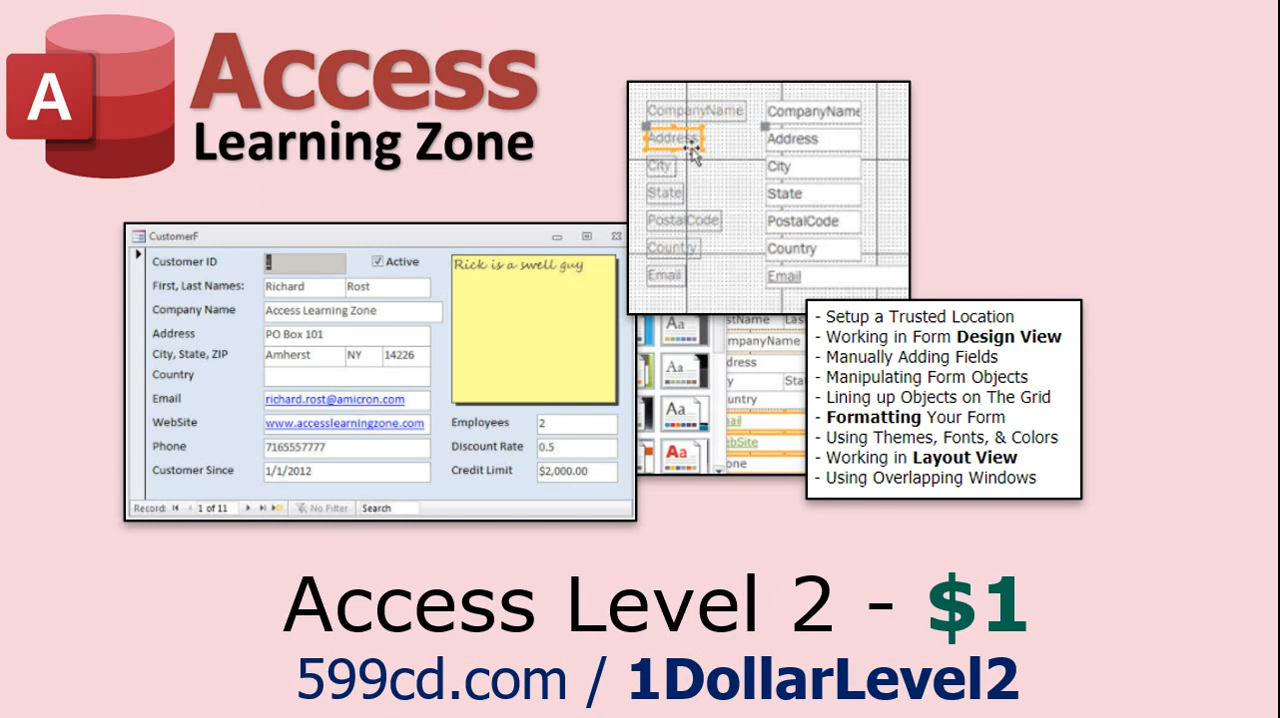 A
Access
Learning Zone
CompanyName CompanyName
Address Address
City City
State State
PostalCode PostalCode
Country Country
Email Email
CustomerF
Customer ID Active
First, Last Names: Richard Rost
Company Name Access Learning Zone
Address PO Box 101
City, State, ZIP Amherst NY 14226
Country
Email richard.rost@amicron.com
WebSite www.accesslearningzone.com
Phone 7165557777
Customer Since 1/1/2012
Rick is a swell guy
Employees 2
Discount Rate 0.5
Credit Limit $2,000.00
Record: 1 of 11 No Filter Search
Aa
Aa
Aa
Aa
- Setup a Trusted Location
- Working in Form Design View
- Manually Adding Fields
- Manipulating Form Objects
- Lining up Objects on The Grid
- Formatting Your Form
- Using Themes, Fonts, & Colors
- Working in Layout View
- Using Overlapping Windows
Access Level 2 - $1
599cd.com / 1DollarLevel2